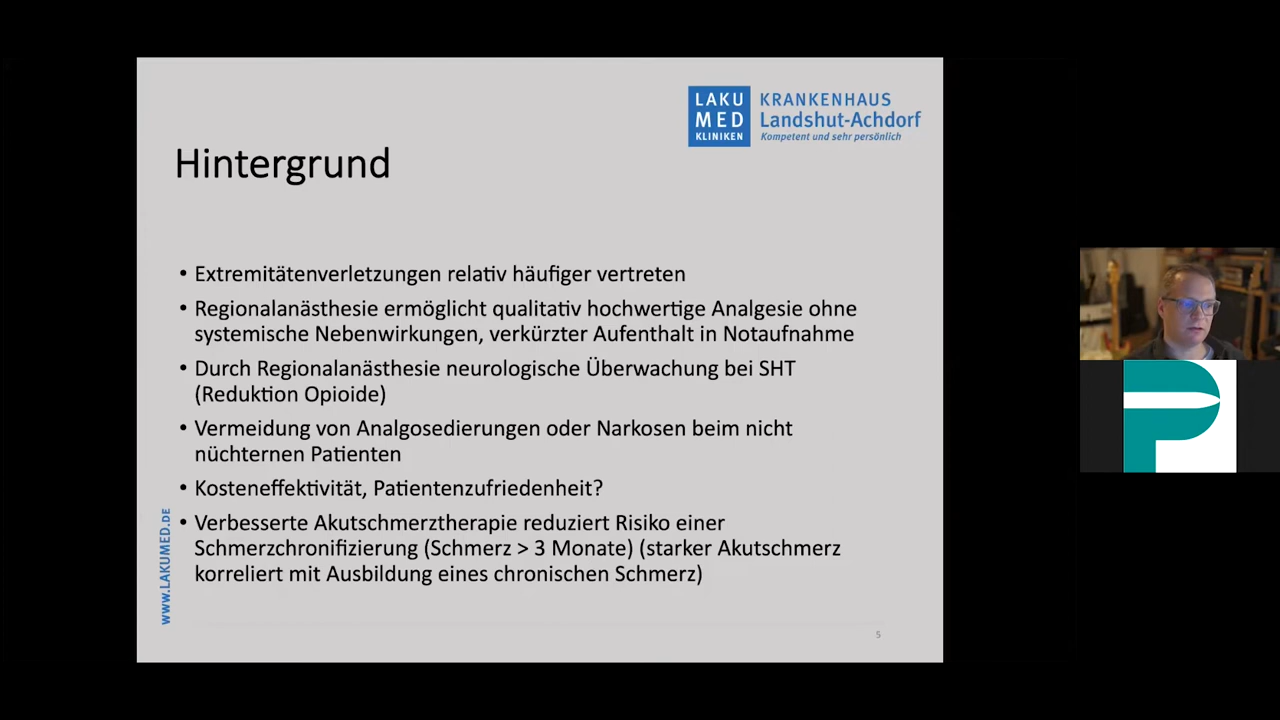 LAKU
MED
KLINIKEN
KRANKENHAUS
Landshut-Achdorf
Kompetent und sehr persönlich
Hintergrund
• Extremitätenverletzungen relativ häufiger vertreten
• Regionalanästhesie ermöglicht qualitativ hochwertige Analgesie ohne
systemische Nebenwirkungen, verkürzter Aufenthalt in Notaufnahme
• Durch Regionalanästhesie neurologische Überwachung bei SHT
(Reduktion Opioide)
• Vermeidung von Analgosedierungen oder Narkosen beim nicht
nüchternen Patienten
• Kosteneffektivität, Patientenzufriedenheit?
• Verbesserte Akutschmerztherapie reduziert Risiko einer
Schmerzchronifizierung (Schmerz > 3 Monate) (starker Akutschmerz
korreliert mit Ausbildung eines chronischen Schmerz)
www.LAKUMED.DE
5
P